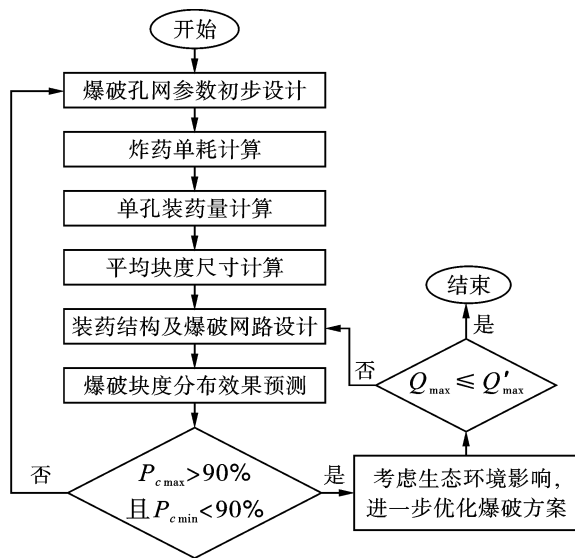 开始
爆破孔网参数初步设计
炸药单耗计算
单孔装药量计算
平均块度尺寸计算
装药结构及爆破网路设计
爆破块度分布效果预测
P_{c max}>90%
且P_{c min}<90%
否
是
考虑生态环境影响,
进一步优化爆破方案
Q_{max}≤Q'_{max}
否
是
结束